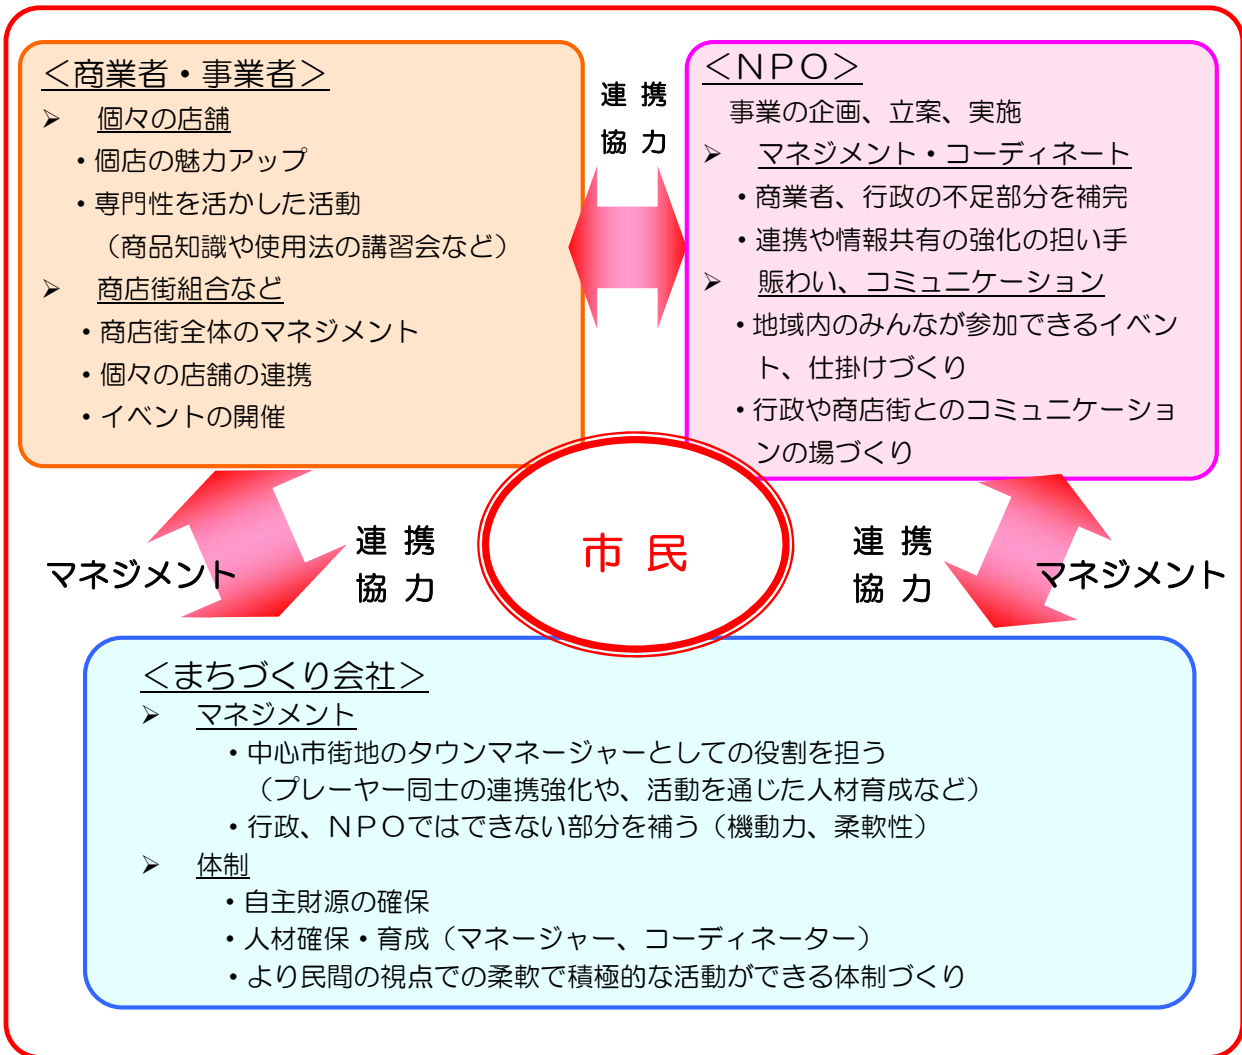 <商業者・事業者>
➢ 個々の店舗
・個店の魅力アップ
・専門性を活かした活動
（商品知識や使用法の講習会など）
➢ 商店街組合など
・商店街全体のマネジメント
・個々の店舗の連携
・イベントの開催
連 携
協 力
<NPO>
事業の企画、立案、実施
➢ マネジメント・コーディネート
・商業者、行政の不足部分を補完
・連携や情報共有の強化の担い手
➢ 賑わい、コミュニケーション
・地域内のみんなが参加できるイベン
ト、仕掛けづくり
・行政や商店街とのコミュニケーショ
ンの場づくり
マネジメント
連 携
協 力
市 民
連 携
協 力
マネジメント
<まちづくり会社>
➢ マネジメント
・中心市街地のタウンマネージャーとしての役割を担う
（プレーヤー同士の連携強化や、活動を通じた人材育成など）
・行政、NPOではできない部分を補う（機動力、柔軟性）
➢ 体制
・自主財源の確保
・人材確保・育成（マネージャー、コーディネーター）
・より民間の視点での柔軟で積極的な活動ができる体制づくり